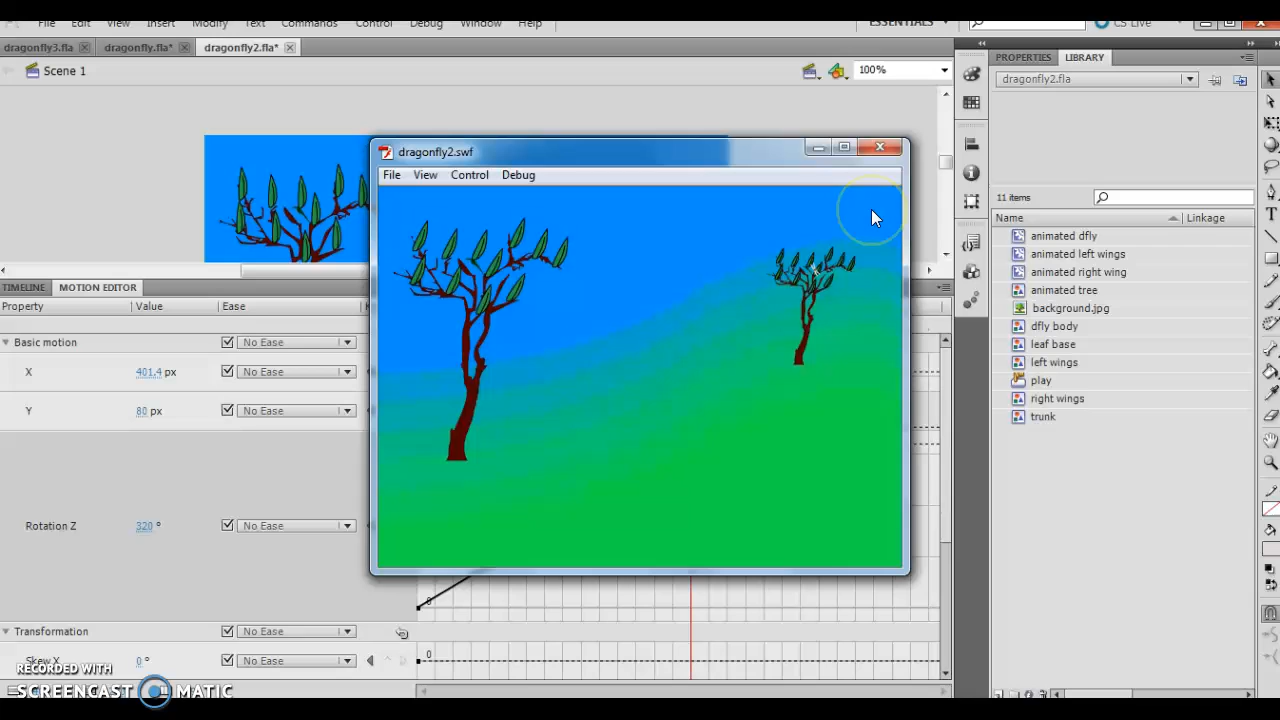 File Edit View Insert Modify Text Commands Control Debug Window Help
ESSENTIALS
CS Live
dragonfly3.fla dragonfly.fla* dragonfly2.fla*
Scene 1
100%
PROPERTIES LIBRARY
dragonfly2.fla
dragonfly2.swf
File View Control Debug
11 items
Name Linkage
animated dfly
animated left wings
animated right wing
animated tree
background.jpg
dfly body
leaf base
left wings
play
right wings
trunk
TIMELINE MOTION EDITOR
Property Value Ease
Basic motion No Ease
X 401,4 px No Ease
Y 80 px No Ease
Rotation Z 320 ° No Ease
0
Transformation No Ease
Skew X 0 ° No Ease
0
RECORDED WITH
SCREENCAST MATIC